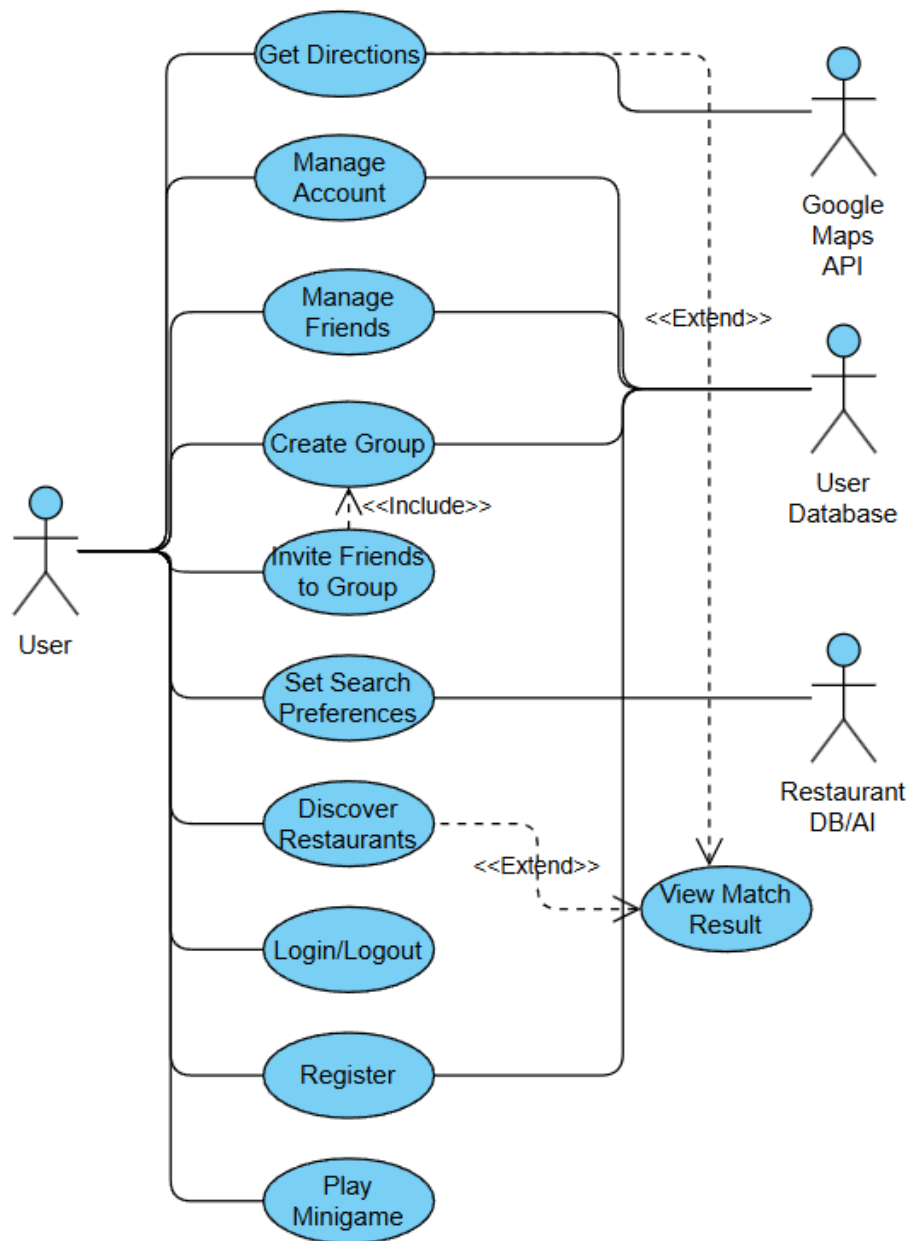 Get Directions
Google
Maps
API
Manage
Account
Manage
Friends
<<Extend>>
User
Database
Create Group
<<Include>>
Invite Friends
to Group
User
Set Search
Preferences
Restaurant
DB/AI
Discover
Restaurants
<<Extend>>
View Match
Result
Login/Logout
Register
Play
Minigame